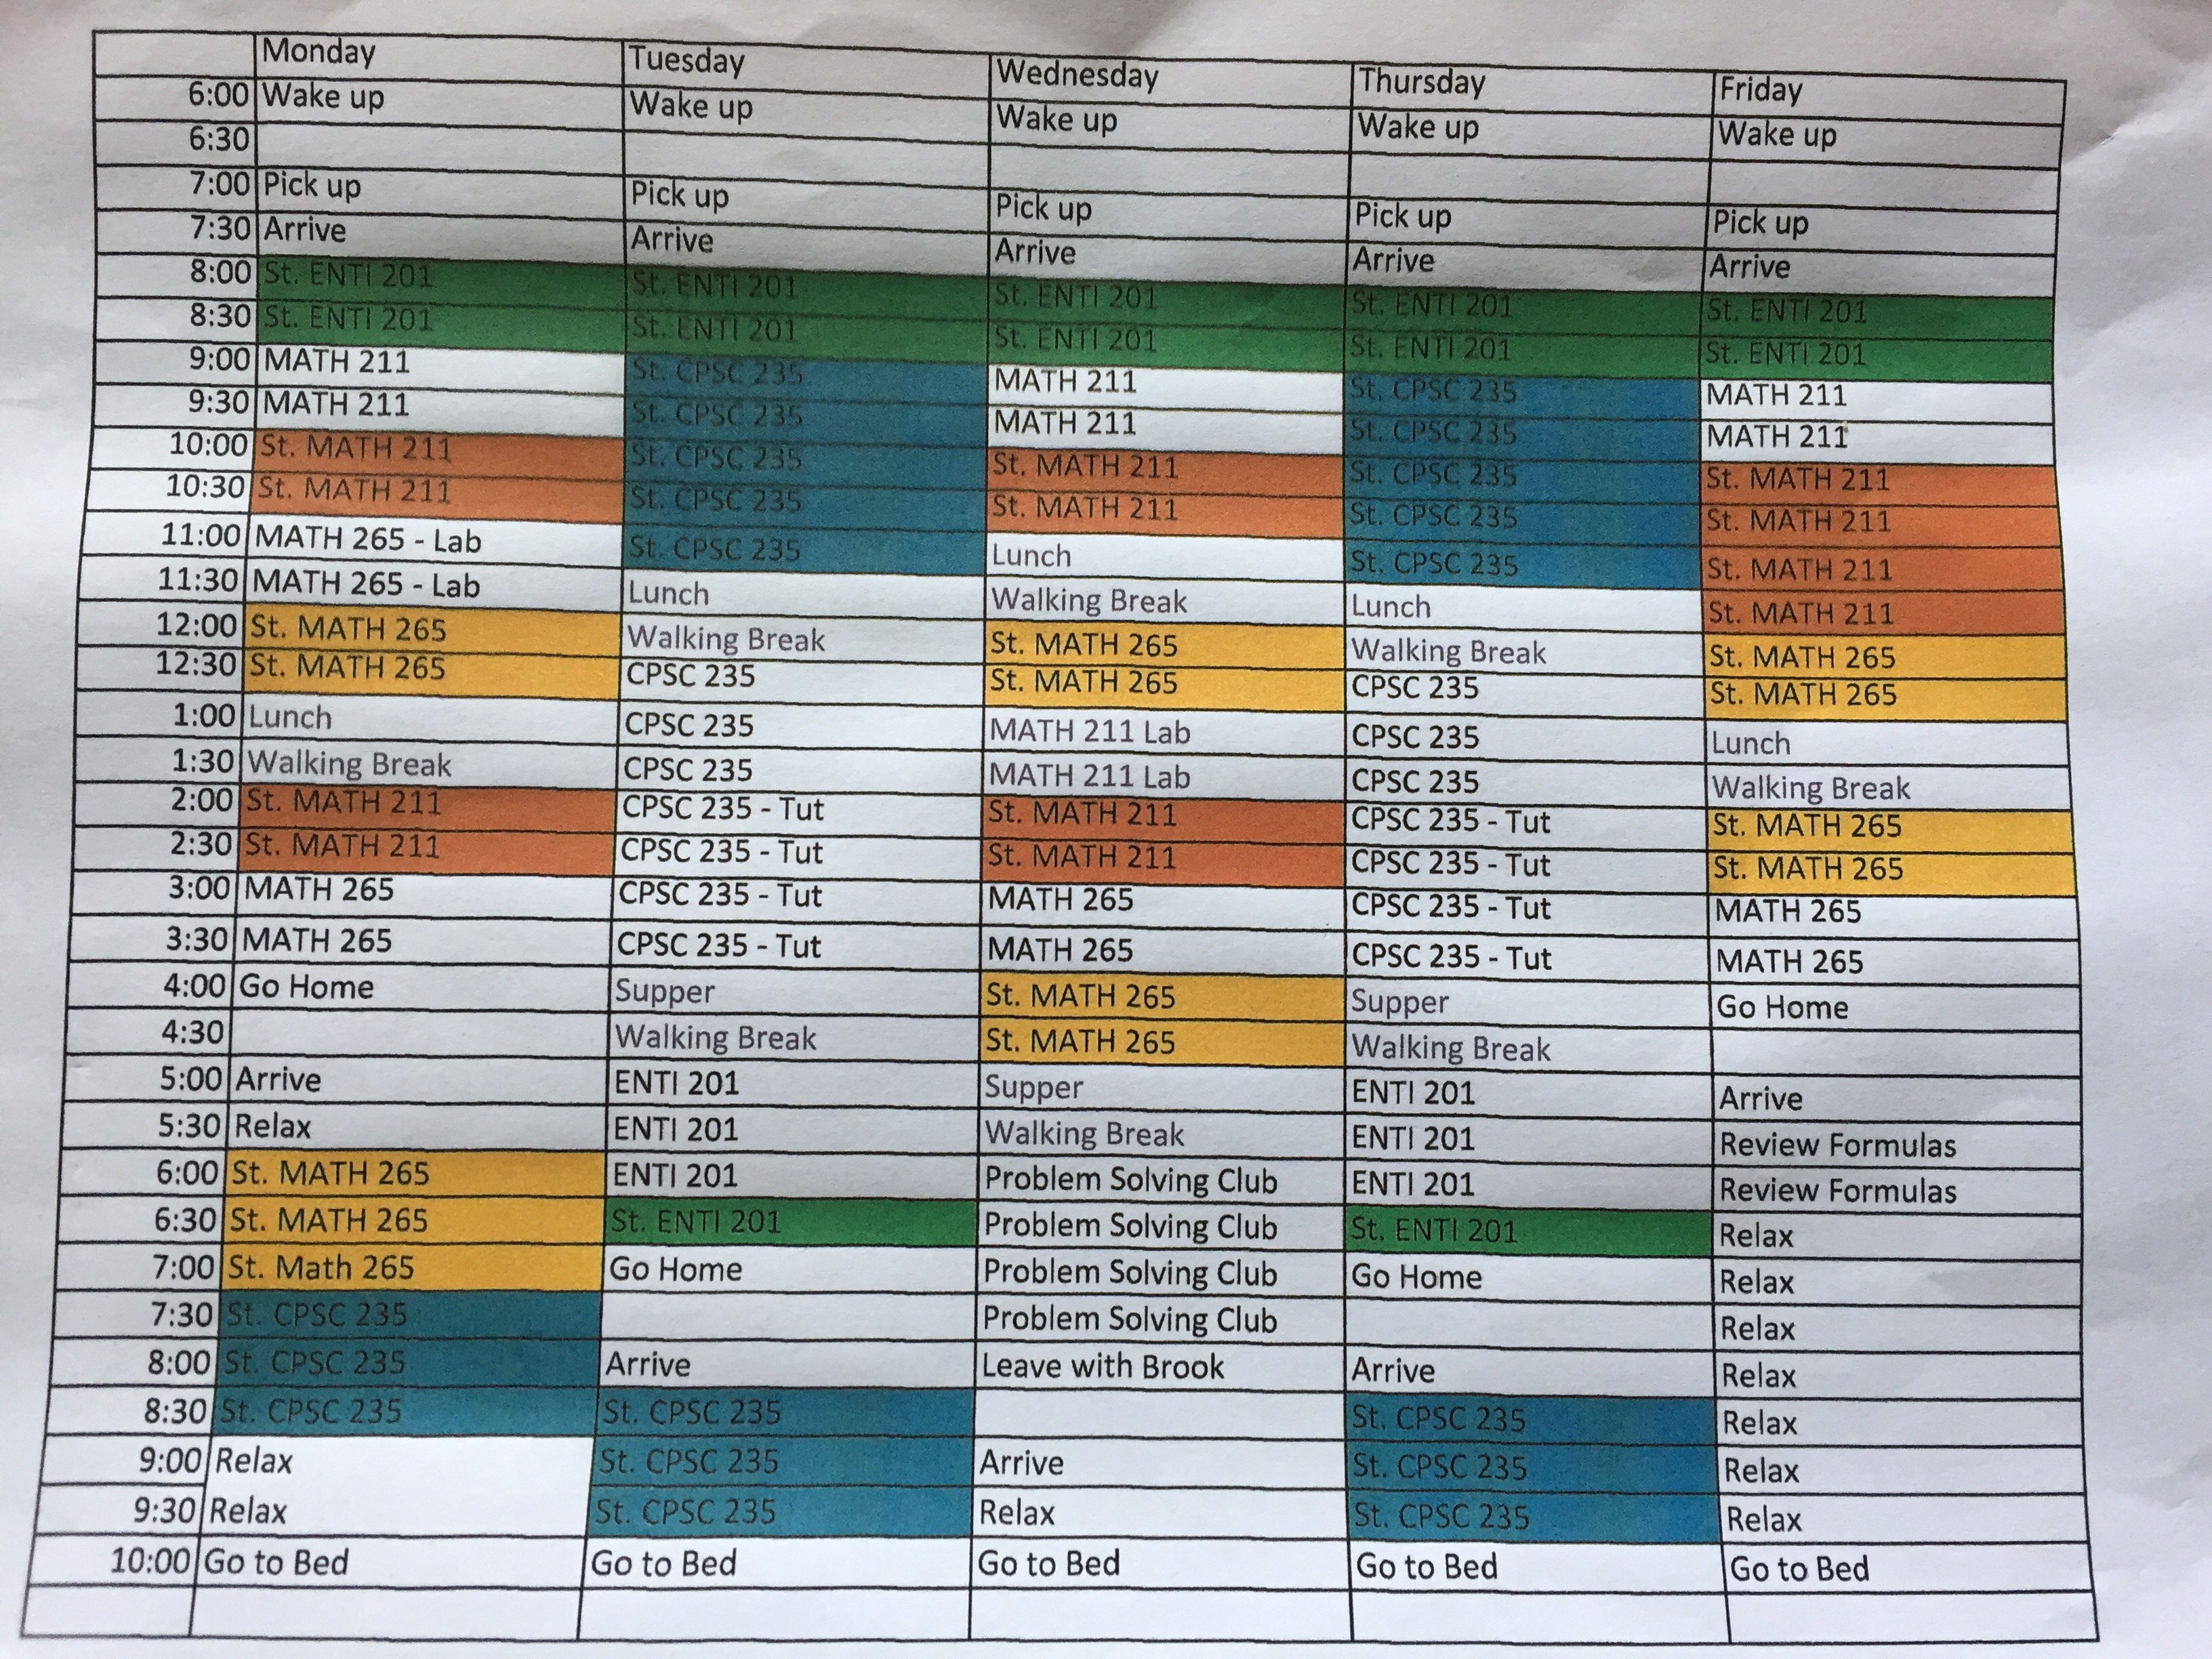 Monday Tuesday Wednesday Thursday Friday
6:00 Wake up Wake up Wake up Wake up Wake up
6:30
7:00 Pick up Pick up Pick up Pick up Pick up
7:30 Arrive Arrive Arrive Arrive Arrive
8:00 St. ENTI 201 St. ENTI 201 St. ENTI 201 St. ENTI 201 St. ENTI 201
8:30 St. ENTI 201 St. ENTI 201 St. ENTI 201 St. ENTI 201 St. ENTI 201
9:00 MATH 211 St. CPSC 235 MATH 211 St. CPSC 235 MATH 211
9:30 MATH 211 St. CPSC 235 MATH 211 St. CPSC 235 MATH 211
10:00 St. MATH 211 St. CPSC 235 St. MATH 211 St. CPSC 235 St. MATH 211
10:30 St. MATH 211 St. CPSC 235 St. MATH 211 St. CPSC 235 St. MATH 211
11:00 MATH 265 - Lab St. CPSC 235 Lunch St. CPSC 235 St. MATH 211
11:30 MATH 265 - Lab Lunch Walking Break Lunch St. MATH 211
12:00 St. MATH 265 Walking Break St. MATH 265 Walking Break St. MATH 265
12:30 St. MATH 265 CPSC 235 St. MATH 265 CPSC 235 St. MATH 265
1:00 Lunch CPSC 235 MATH 211 Lab CPSC 235 Lunch
1:30 Walking Break CPSC 235 MATH 211 Lab CPSC 235 Walking Break
2:00 St. MATH 211 CPSC 235 - Tut St. MATH 211 CPSC 235 - Tut St. MATH 265
2:30 St. MATH 211 CPSC 235 - Tut St. MATH 211 CPSC 235 - Tut St. MATH 265
3:00 MATH 265 CPSC 235 - Tut MATH 265 CPSC 235 - Tut MATH 265
3:30 MATH 265 CPSC 235 - Tut MATH 265 CPSC 235 - Tut MATH 265
4:00 Go Home Supper St. MATH 265 Supper Go Home
4:30 Walking Break St. MATH 265 Walking Break
5:00 Arrive ENTI 201 Supper ENTI 201 Arrive
5:30 Relax ENTI 201 Walking Break ENTI 201 Review Formulas
6:00 St. MATH 265 ENTI 201 Problem Solving Club ENTI 201 Review Formulas
6:30 St. MATH 265 St. ENTI 201 Problem Solving Club St. ENTI 201 Relax
7:00 St. Math 265 Go Home Problem Solving Club Go Home Relax
7:30 St. CPSC 235 Problem Solving Club Relax
8:00 St. CPSC 235 Arrive Leave with Brook Arrive Relax
8:30 St. CPSC 235 St. CPSC 235 St. CPSC 235 Relax
9:00 Relax St. CPSC 235 Arrive St. CPSC 235 Relax
9:30 Relax St. CPSC 235 Relax St. CPSC 235 Relax
10:00 Go to Bed Go to Bed Go to Bed Go to Bed Go to Bed